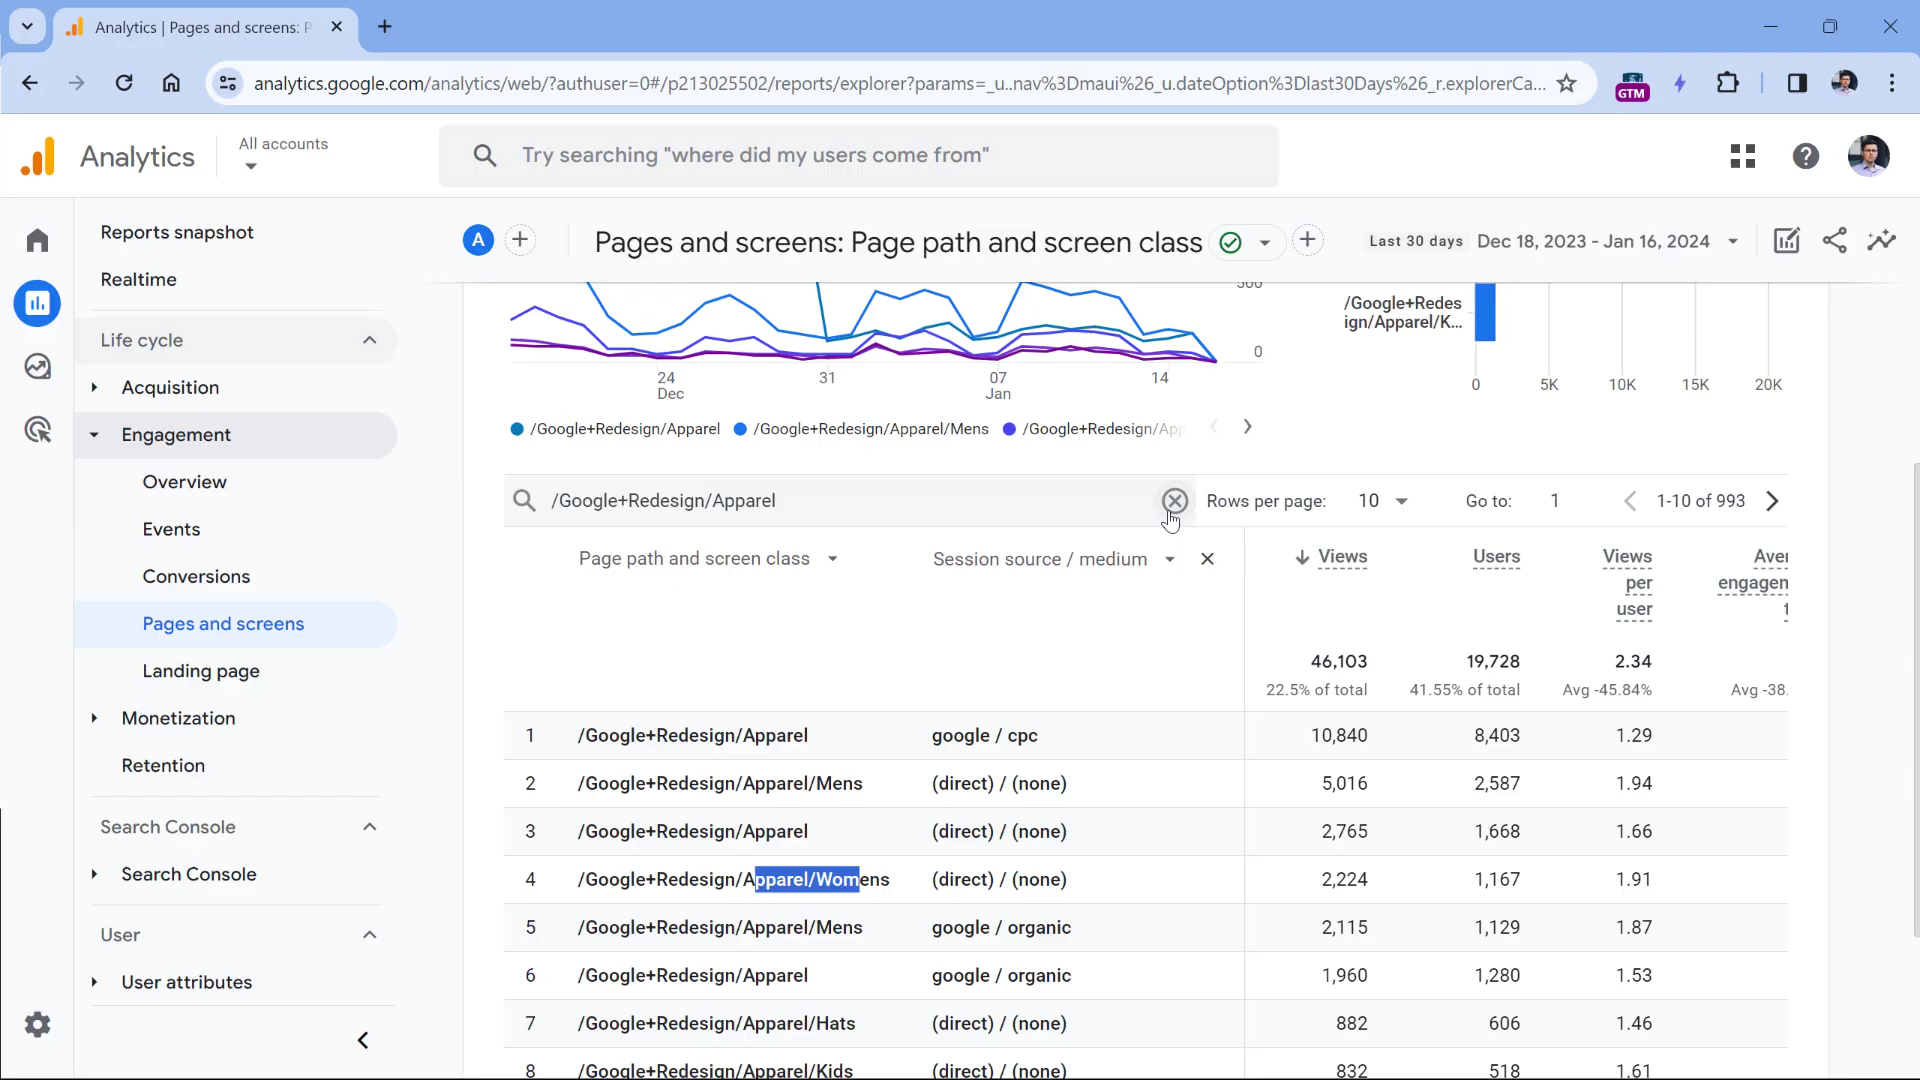 Analytics | Pages and screens: P
analytics.google.com/analytics/web/?authuser=0#/p213025502/reports/explorer?params=_u..nav%3Dmaui%26_u.dateOption%3Dlast30Days%26_r.explorerCa...
GTM
Analytics
All accounts
Try searching "where did my users come from"
Reports snapshot
Realtime
Life cycle
Acquisition
Engagement
Overview
Events
Conversions
Pages and screens
Landing page
Monetization
Retention
Search Console
Search Console
User
User attributes
A
Pages and screens: Page path and screen class
Last 30 days Dec 18, 2023 - Jan 16, 2024
500
0
24 Dec
31
07 Jan
14
/Google+Redesign/Apparel /Google+Redesign/Apparel/Mens /Google+Redesign/App
/Google+Redes
ign/Apparel/K...
0 5K 10K 15K 20K
/Google+Redesign/Apparel
Rows per page: 10 Go to: 1 1-10 of 993
Page path and screen class Session source / medium Views Users Views per user Aver engagen t
46,103 19,728 2.34
22.5% of total 41.55% of total Avg -45.84% Avg -38.
1 /Google+Redesign/Apparel google / cpc 10,840 8,403 1.29
2 /Google+Redesign/Apparel/Mens (direct) / (none) 5,016 2,587 1.94
3 /Google+Redesign/Apparel (direct) / (none) 2,765 1,668 1.66
4 /Google+Redesign/Apparel/Womens (direct) / (none) 2,224 1,167 1.91
5 /Google+Redesign/Apparel/Mens google / organic 2,115 1,129 1.87
6 /Google+Redesign/Apparel google / organic 1,960 1,280 1.53
7 /Google+Redesign/Apparel/Hats (direct) / (none) 882 606 1.46
8 /Google+Redesign/Apparel/Kids (direct) / (none) 832 518 1.61